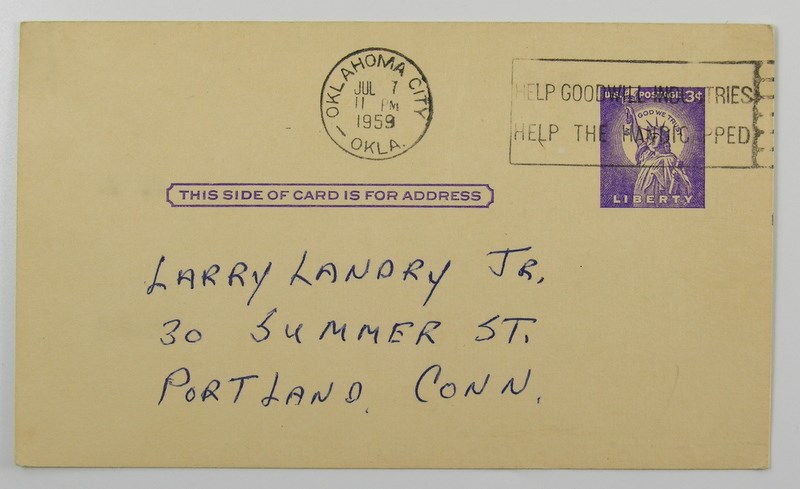 OKLAHOMA CITY
JUL 7
11 PM
1959
OKLA.
HELP GOODWILL INDUSTRIES
HELP THE HANDICAPPED
U.S. POSTAGE 3¢
IN GOD WE TRUST
LIBERTY
THIS SIDE OF CARD IS FOR ADDRESS
LARRY LANDRY JR.
30 SUMMER ST.
PORTLAND, CONN.